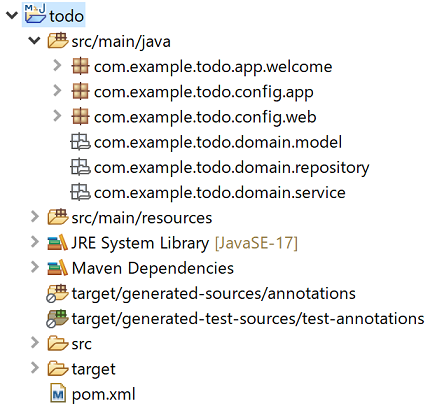 todo
src/main/java
com.example.todo.app.welcome
com.example.todo.config.app
com.example.todo.config.web
com.example.todo.domain.model
com.example.todo.domain.repository
com.example.todo.domain.service
src/main/resources
JRE System Library [JavaSE-17]
Maven Dependencies
target/generated-sources/annotations
target/generated-test-sources/test-annotations
src
target
pom.xml